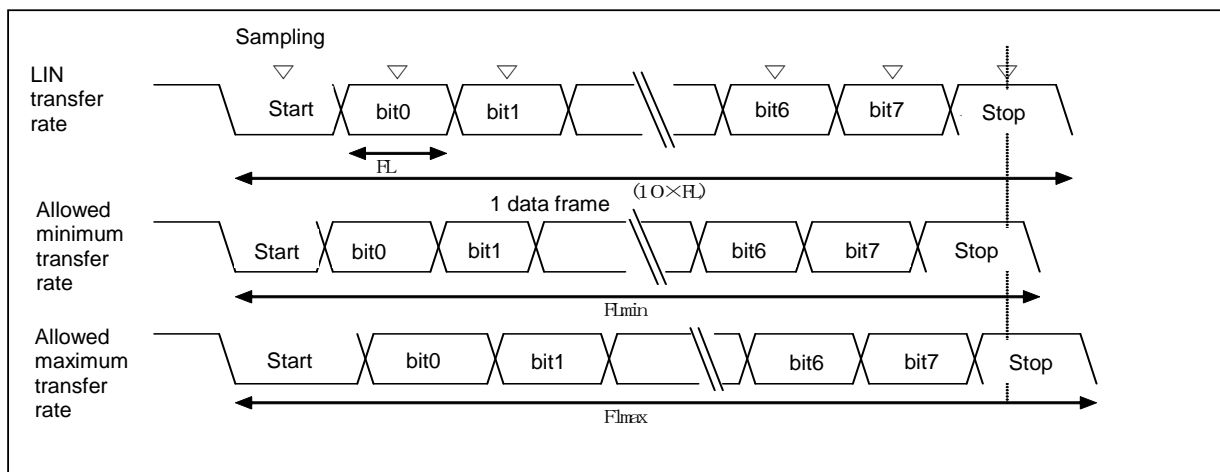 Sampling
LIN
transfer
rate
Start bit0 bit1 bit6 bit7 Stop
FL
(10×FL)
1 data frame
Allowed
minimum
transfer
rate
Start bit0 bit1 bit6 bit7 Stop
FLmin
Allowed
maximum
transfer
rate
Start bit0 bit1 bit6 bit7 Stop
Flmax